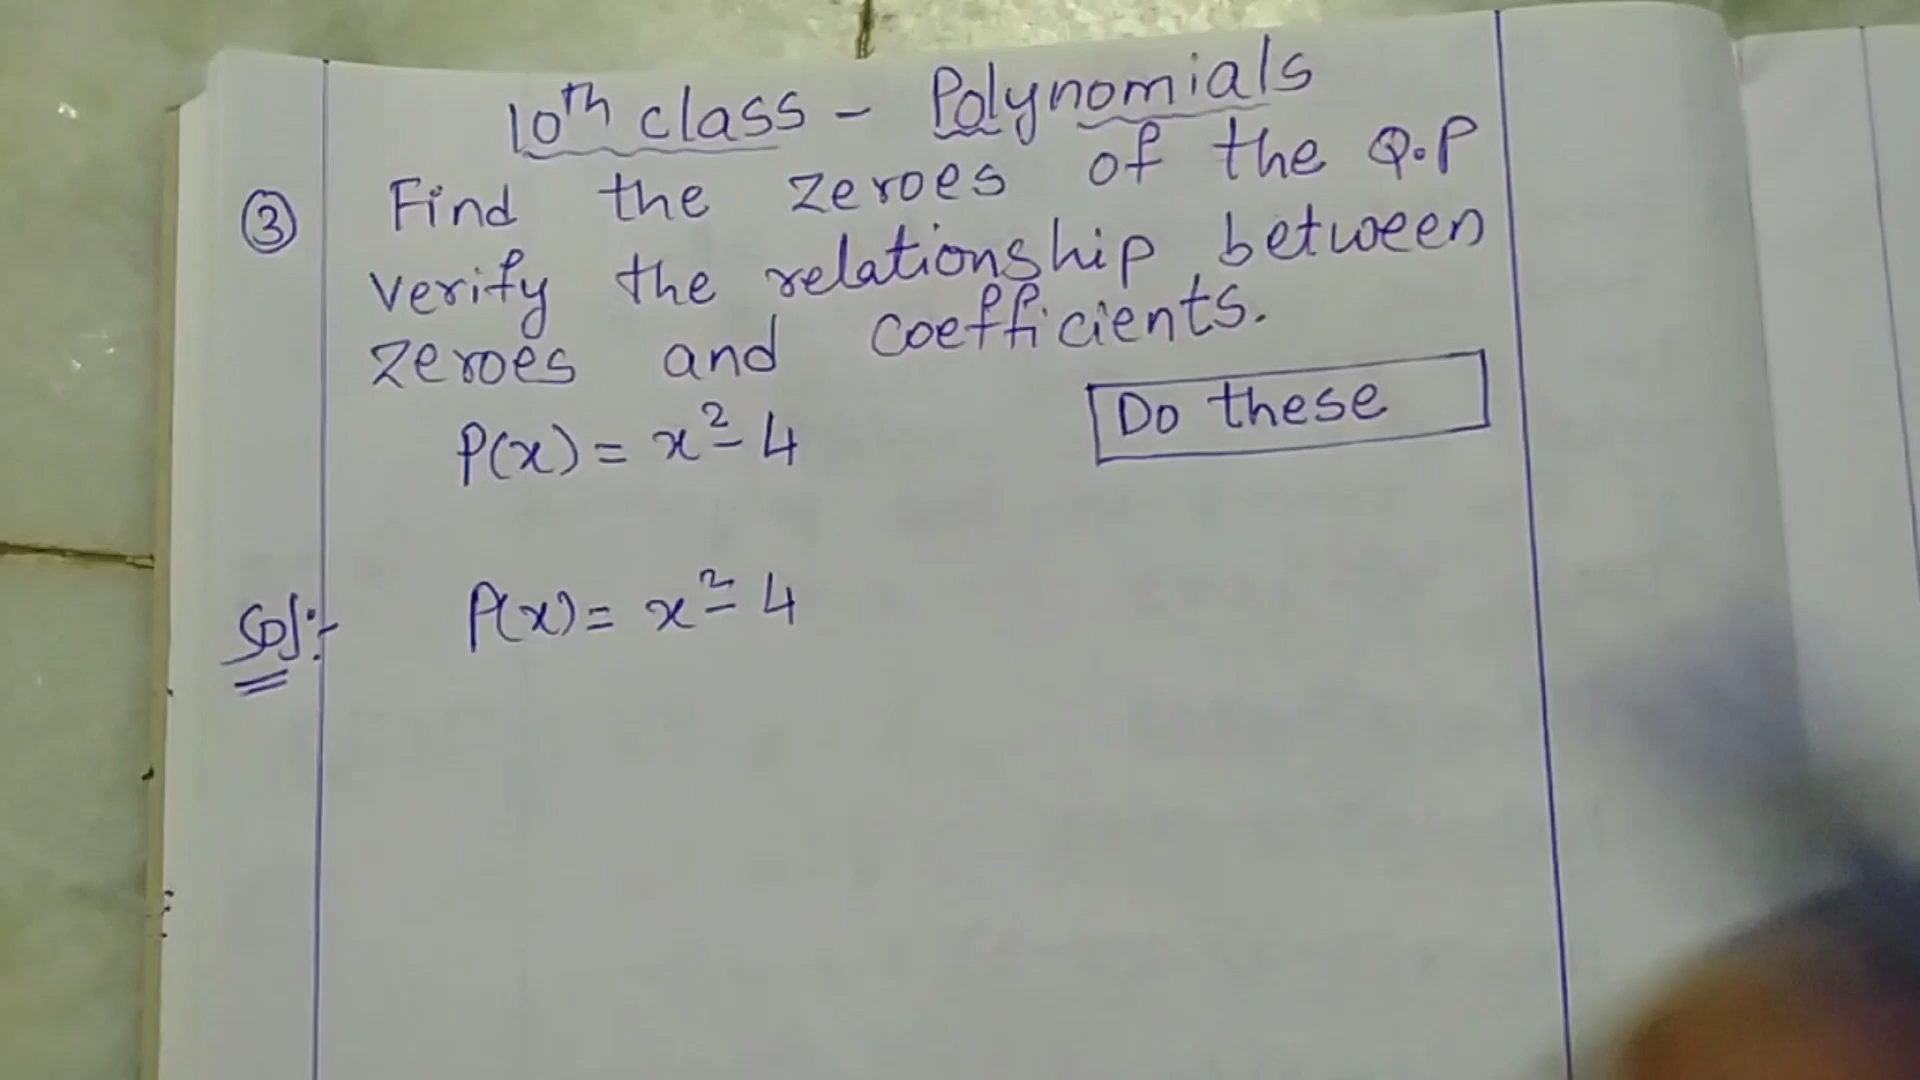 10th class - Polynomials
③ Find the zeroes of the Q.P
verify the relationship between
zeroes and coefficients.
Do these
P(x) = x² - 4
Sol:- P(x) = x² - 4